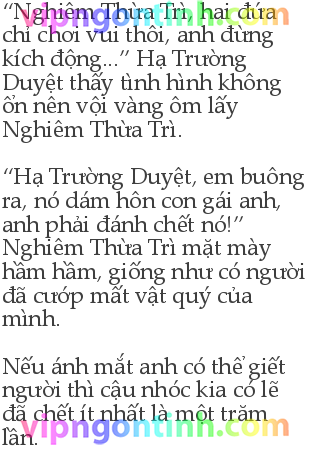 “Nghiêm Thừa Trì, hai đứa
chỉ chơi vui thôi, anh đừng
kích động...” Hạ Trường
Duyệt thấy tình hình không
ổn nên vội vàng ôm lấy
Nghiêm Thừa Trì.
“Hạ Trường Duyệt, em buông
ra, nó dám hôn con gái anh,
anh phải đánh chết nó!”
Nghiêm Thừa Trì mặt mày
hầm hầm, giống như có người
đã cướp mất vật quý của
mình.
Nếu ánh mắt anh có thể giết
người thì cậu nhóc kia có lẽ
đã chết ít nhất là một trăm
lần.
vipngontinh.com
vipngontinh.com